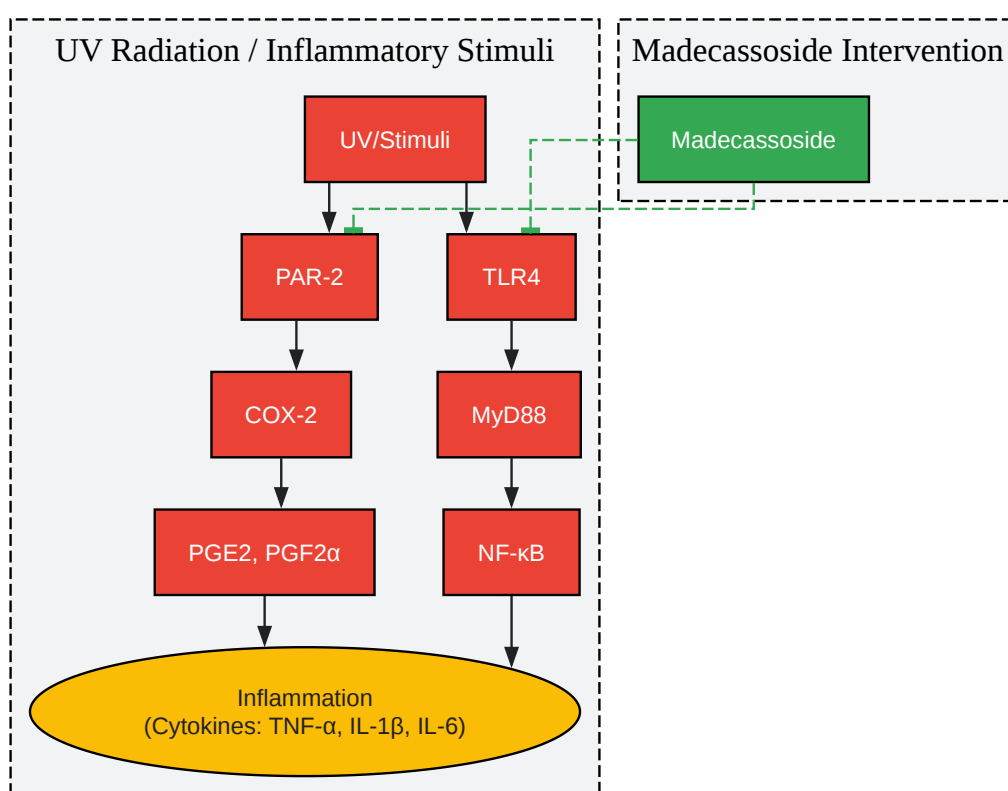 UV Radiation / Inflammatory Stimuli
Madecassoside Intervention
UV/Stimuli
Madecassoside
PAR-2
TLR4
COX-2
MyD88
PGE2, PGF2α
NF-κB
Inflammation
(Cytokines: TNF-α, IL-1β, IL-6)